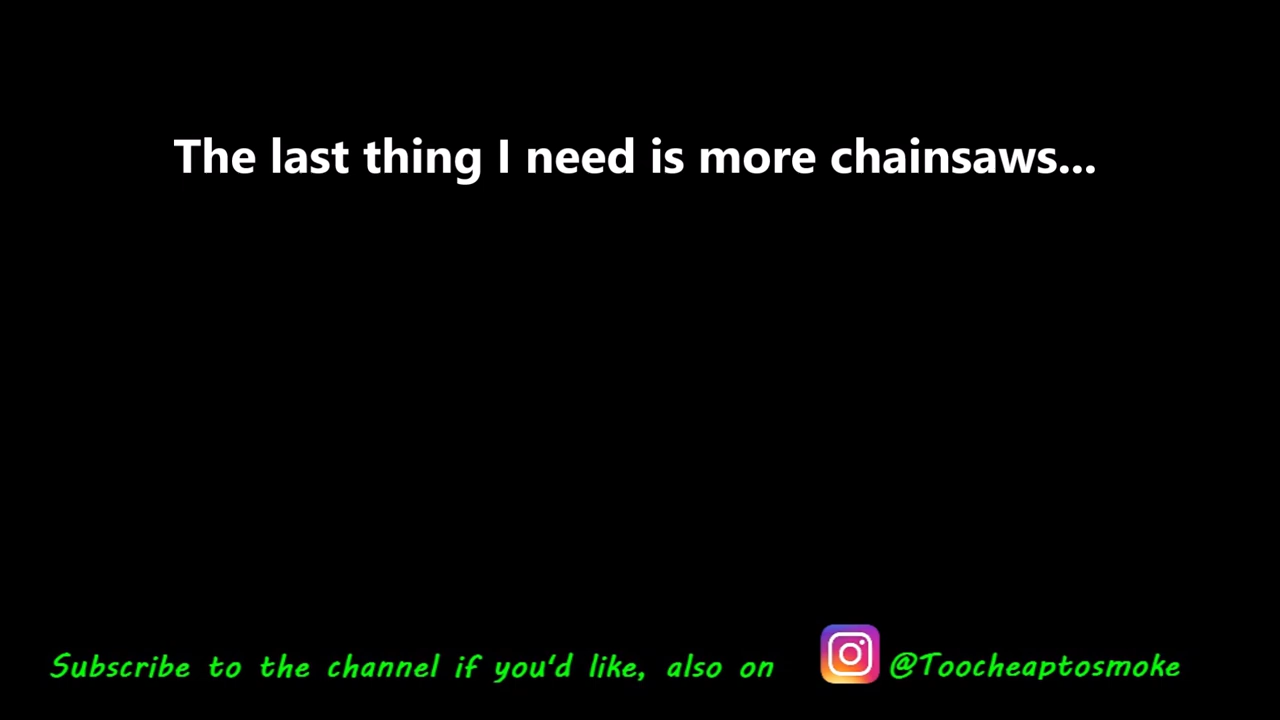 The last thing I need is more chainsaws...
Subscribe to the channel if you'd like, also on @Toocheaptosmoke